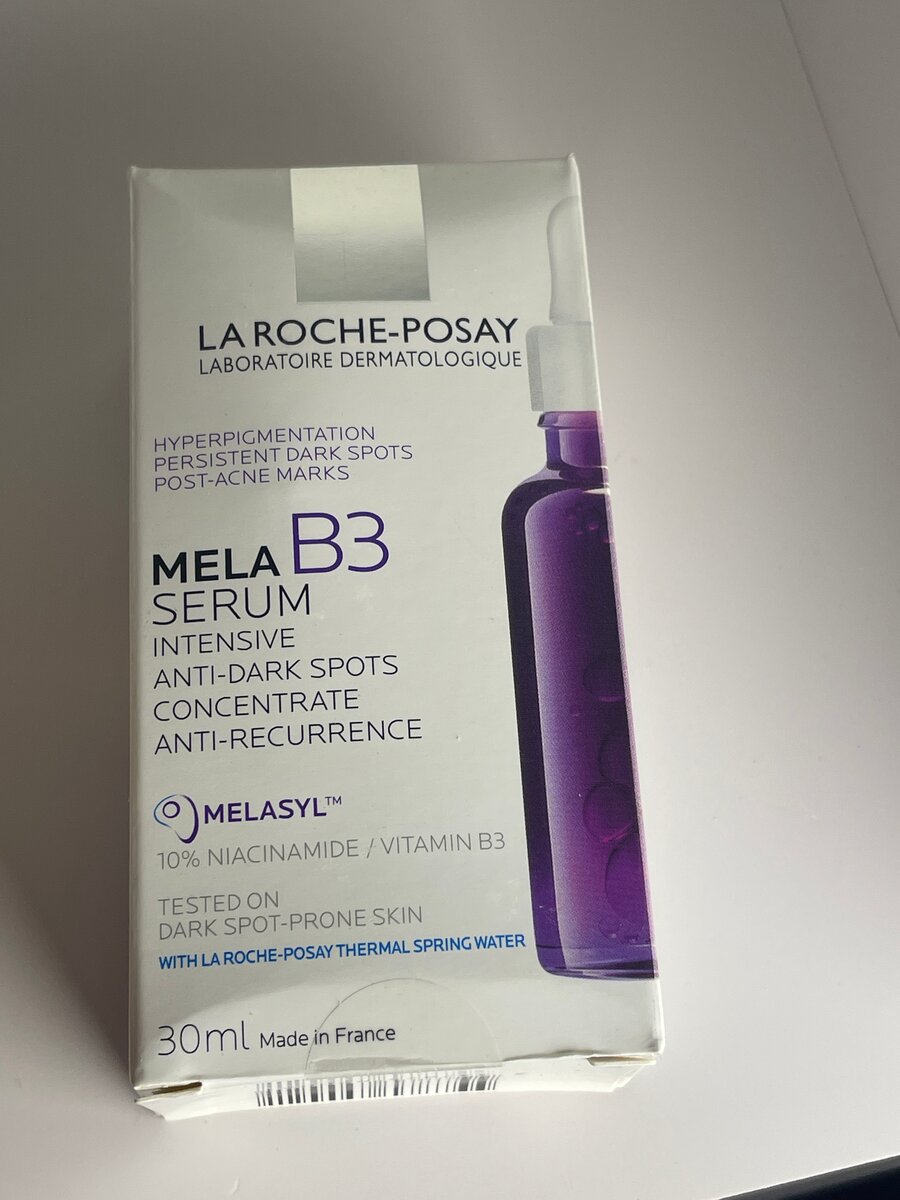 LA ROCHE-POSAY
LABORATOIRE DERMATOLOGIQUE
HYPERPIGMENTATION
PERSISTENT DARK SPOTS
POST-ACNE MARKS
MELA B3
SERUM
INTENSIVE
ANTI-DARK SPOTS
CONCENTRATE
ANTI-RECURRENCE
MELASYL™
10% NIACINAMIDE / VITAMIN B3
TESTED ON
DARK SPOT-PRONE SKIN
WITH LA ROCHE-POSAY THERMAL SPRING WATER
30ml Made in France